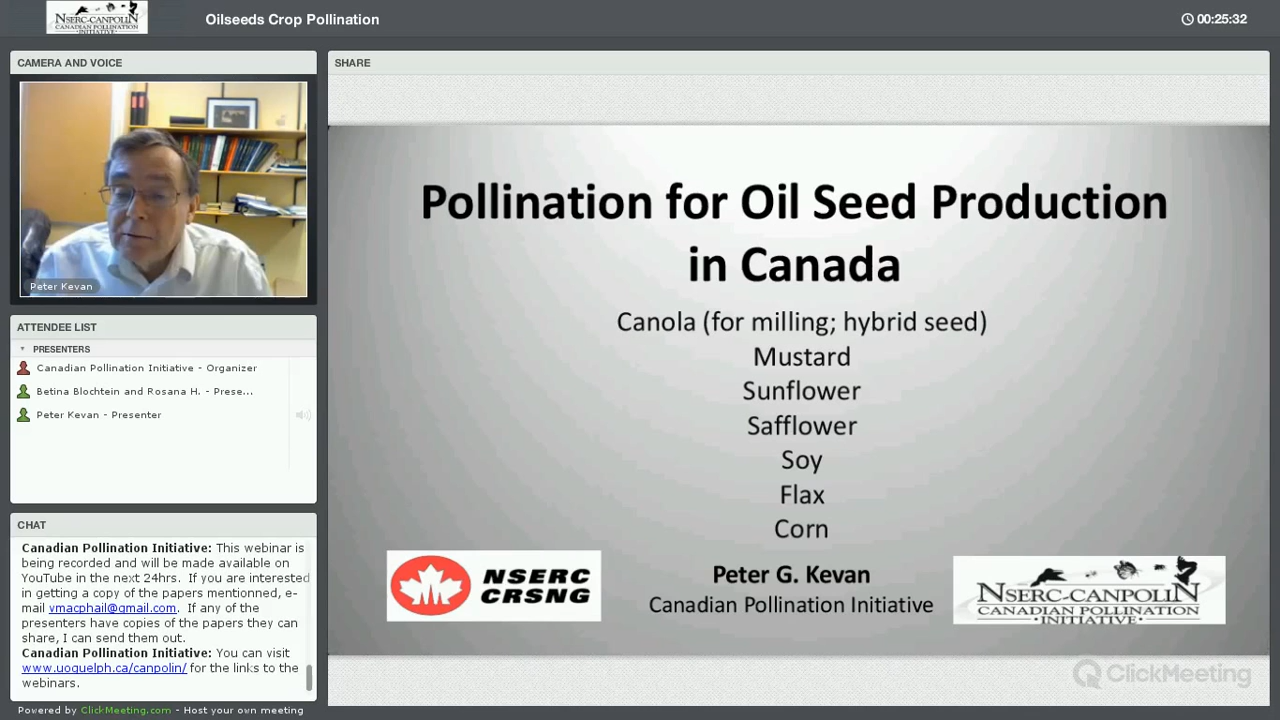 NSERC-CANPOLIN
CANADIAN POLLINATION
INITIATIVE
Oilseeds Crop Pollination
00:25:32
CAMERA AND VOICE
Peter Kevan
ATTENDEE LIST
PRESENTERS
Canadian Pollination Initiative - Organizer
Betina Blochtein and Rosana H. - Prese...
Peter Kevan - Presenter
CHAT
Canadian Pollination Initiative: This webinar is
being recorded and will be made available on
YouTube in the next 24hrs. If you are interested
in getting a copy of the papers mentionned, e-
mail vmacphail@gmail.com. If any of the
presenters have copies of the papers they can
share, I can send them out.
Canadian Pollination Initiative: You can visit
www.uoguelph.ca/canpolin/ for the links to the
webinars.
Powered by ClickMeeting.com - Host your own meeting
SHARE
Pollination for Oil Seed Production
in Canada
Canola (for milling; hybrid seed)
Mustard
Sunflower
Safflower
Soy
Flax
Corn
Peter G. Kevan
Canadian Pollination Initiative
NSERC
CRSNG
NSERC-CANPOLIN
CANADIAN POLLINATION
INITIATIVE
ClickMeeting